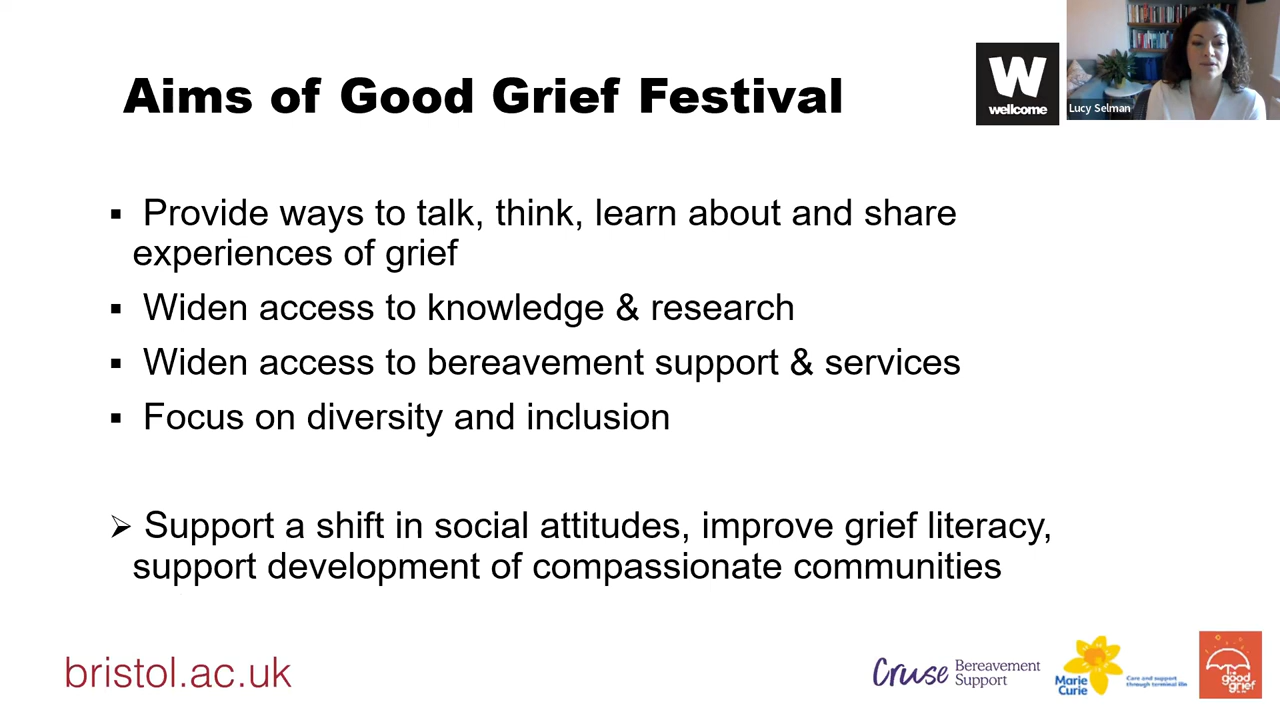 Aims of Good Grief Festival
W
wellcome
Lucy Selman
▪ Provide ways to talk, think, learn about and share
experiences of grief
▪ Widen access to knowledge & research
▪ Widen access to bereavement support & services
▪ Focus on diversity and inclusion
➢ Support a shift in social attitudes, improve grief literacy,
support development of compassionate communities
bristol.ac.uk
Cruse Bereavement
Support
Marie
Curie
Care and support
through terminal illn
good
grief